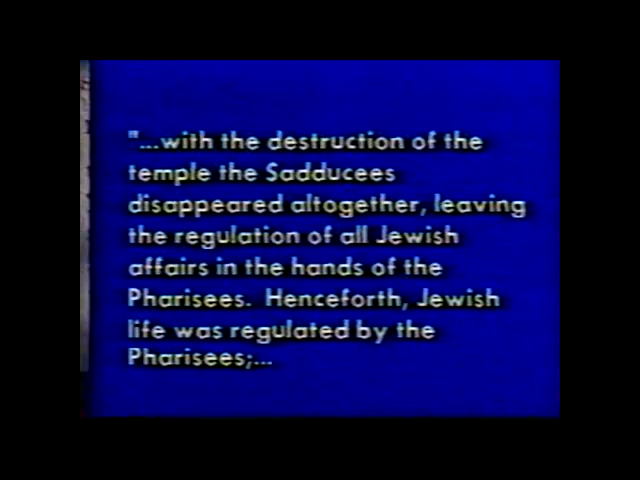 "...with the destruction of the
temple the Sadducees
disappeared altogether, leaving
the regulation of all Jewish
affairs in the hands of the
Pharisees.  Henceforth, Jewish
life was regulated by the
Pharisees;...